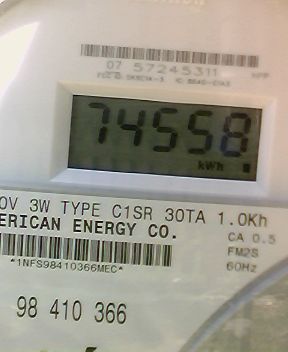 07 57245311
74558
kWh
0V 3W TYPE C1SR 30TA 1.0Kh
ERICAN ENERGY CO.
CA 0.5
*1NFS98410366MEC*
FM2S
60Hz
98 410 366